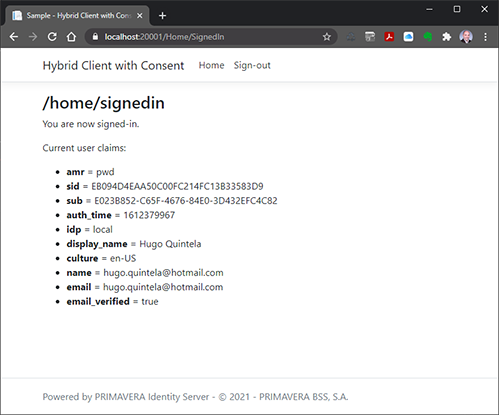 Sample - Hybrid Client with Cons
localhost:20001/Home/SignedIn
Hybrid Client with Consent Home Sign-out
/home/signedin
You are now signed-in.
Current user claims:
amr = pwd
sid = EB094D4EAA50C00FC214FC13B33583D9
sub = E023B852-C65F-4676-84E0-3D432EFC4C82
auth_time = 1612379967
idp = local
display_name = Hugo Quintela
culture = en-US
name = hugo.quintela@hotmail.com
email = hugo.quintela@hotmail.com
email_verified = true
Powered by PRIMAVERA Identity Server - © 2021 - PRIMAVERA BSS, S.A.